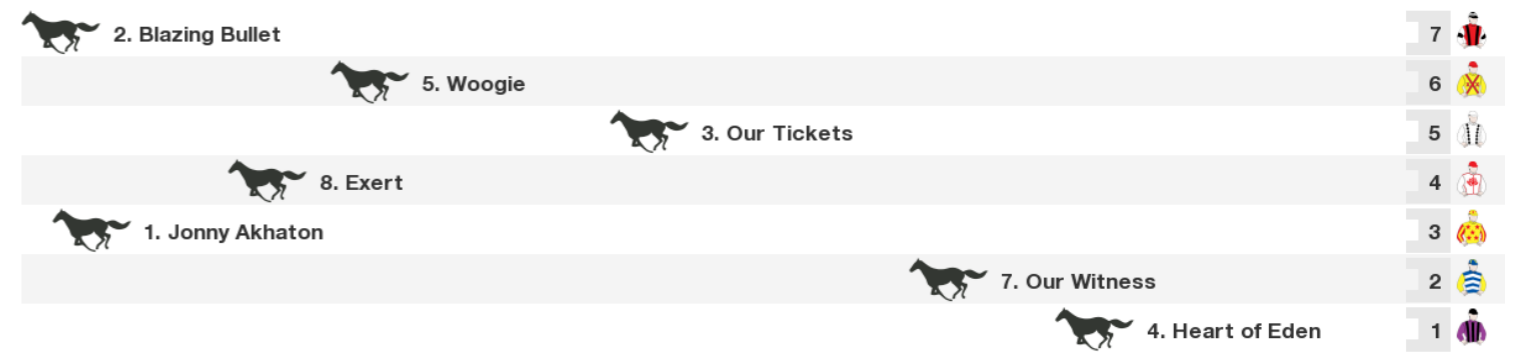 2. Blazing Bullet 7
5. Woogie 6
3. Our Tickets 5
8. Exert 4
1. Jonny Akhaton 3
7. Our Witness 2
4. Heart of Eden 1